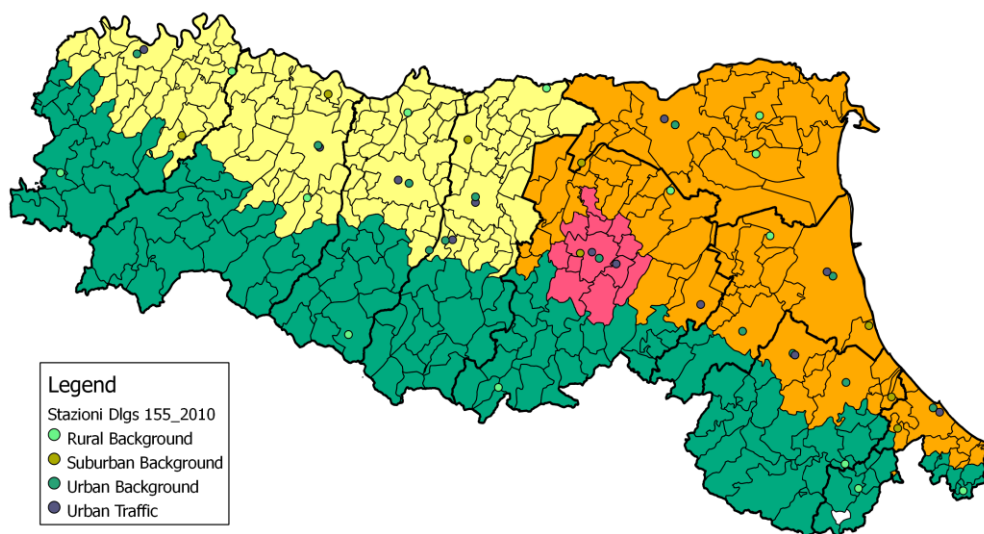 Legend
Stazioni Dlgs 155_2010
Rural Background
Suburban Background
Urban Background
Urban Traffic